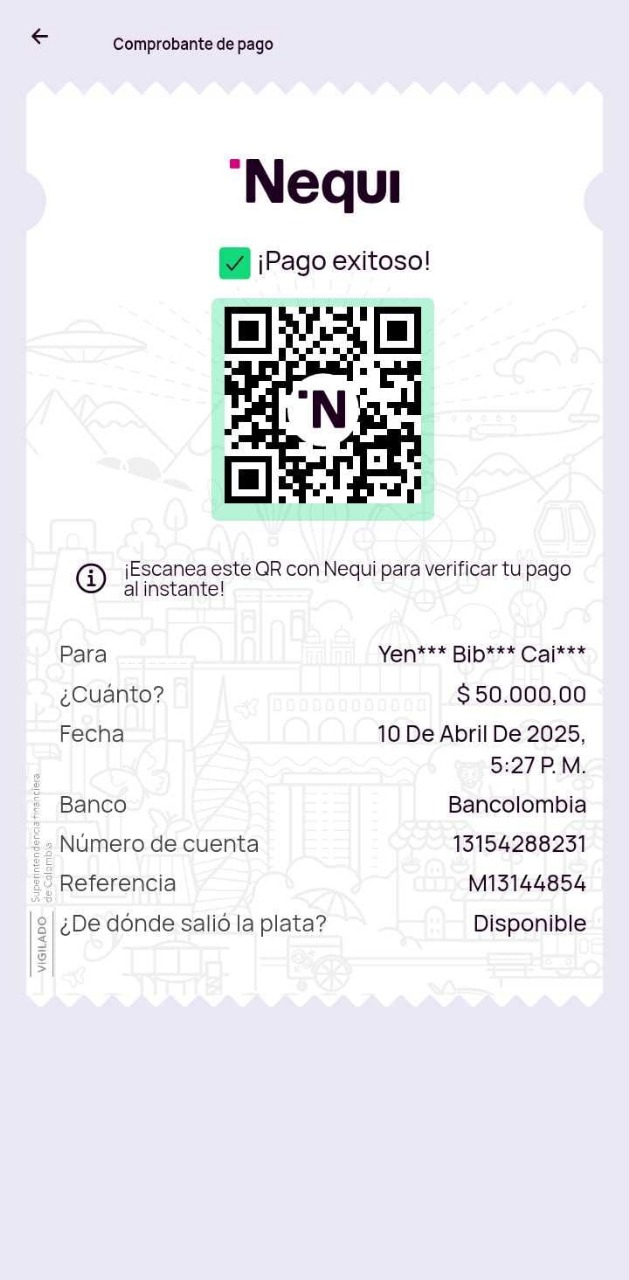 Comprobante de pago
Nequi
¡Pago exitoso!
N
¡Escanea este QR con Nequi para verificar tu pago
al instante!
Para Yen*** Bib*** Cai***
¿Cuánto? $ 50.000,00
Fecha 10 De Abril De 2025,
5:27 P. M.
Banco Bancolombia
Número de cuenta 13154288231
Referencia M13144854
¿De dónde salió la plata? Disponible
VIGILADO Superintendencia financiera
de Colombia